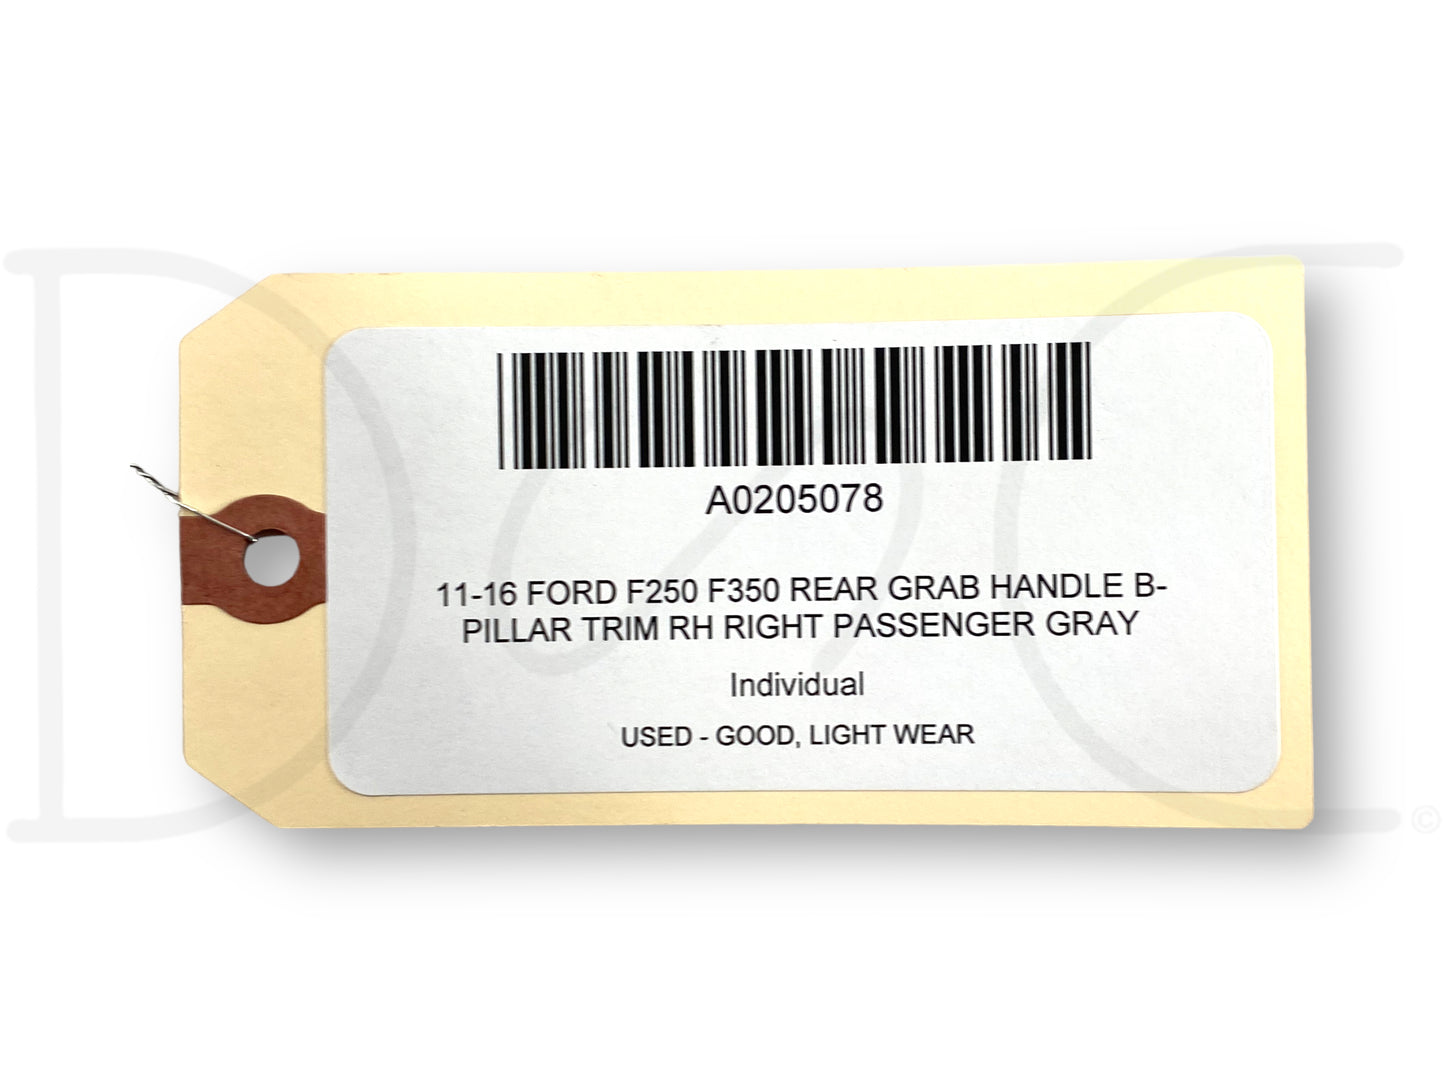 A0205078
11-16 FORD F250 F350 REAR GRAB HANDLE B-
PILLAR TRIM RH RIGHT PASSENGER GRAY
Individual
USED - GOOD, LIGHT WEAR
©